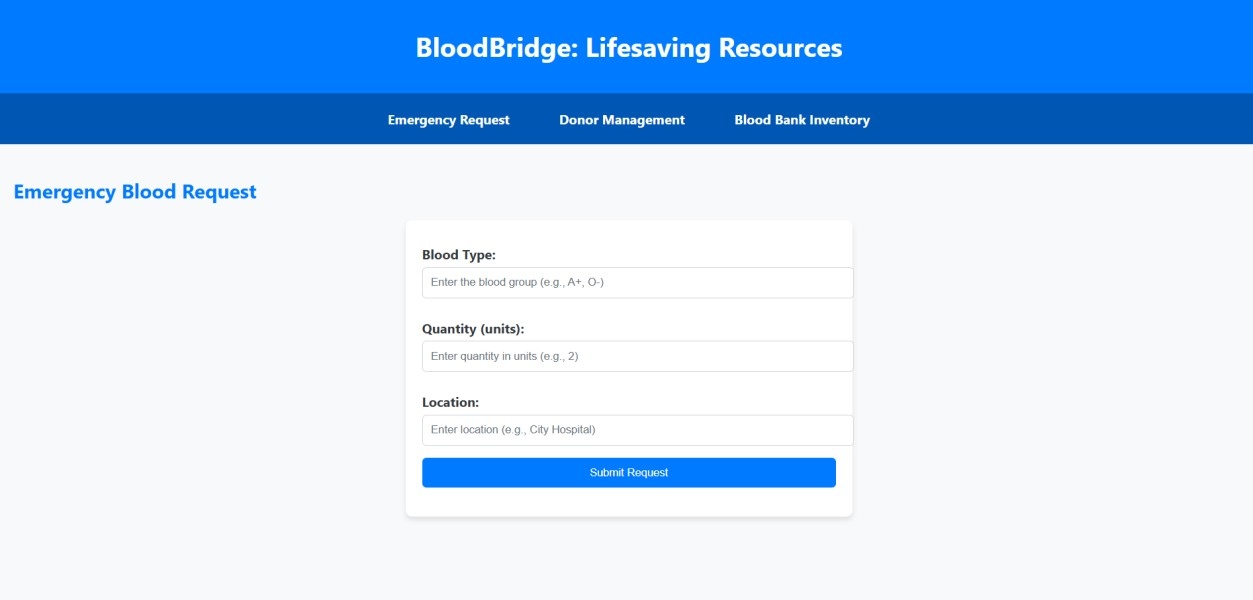 BloodBridge: Lifesaving Resources
Emergency Request Donor Management Blood Bank Inventory
Emergency Blood Request
Blood Type:
Enter the blood group (e.g., A+, O-)
Quantity (units):
Enter quantity in units (e.g., 2)
Location:
Enter location (e.g., City Hospital)
Submit Request